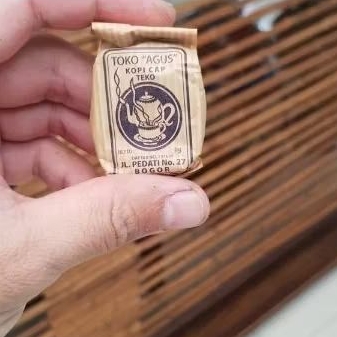 TOKO "AGUS"
KOPI CAP
TEKO
JL. PEDATI No. 27
BOGOR